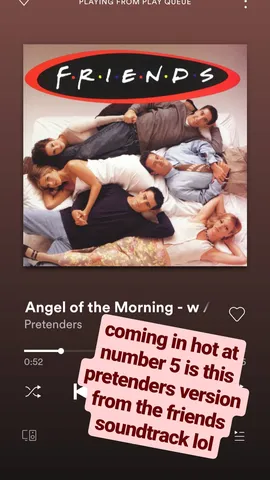 PLAYING FROM PLAY QUEUE
F·R·I·E·N·D·S
Angel of the Morning - w
Pretenders
0:52
coming in hot at
number 5 is this
pretenders version
from the friends
soundtrack lol